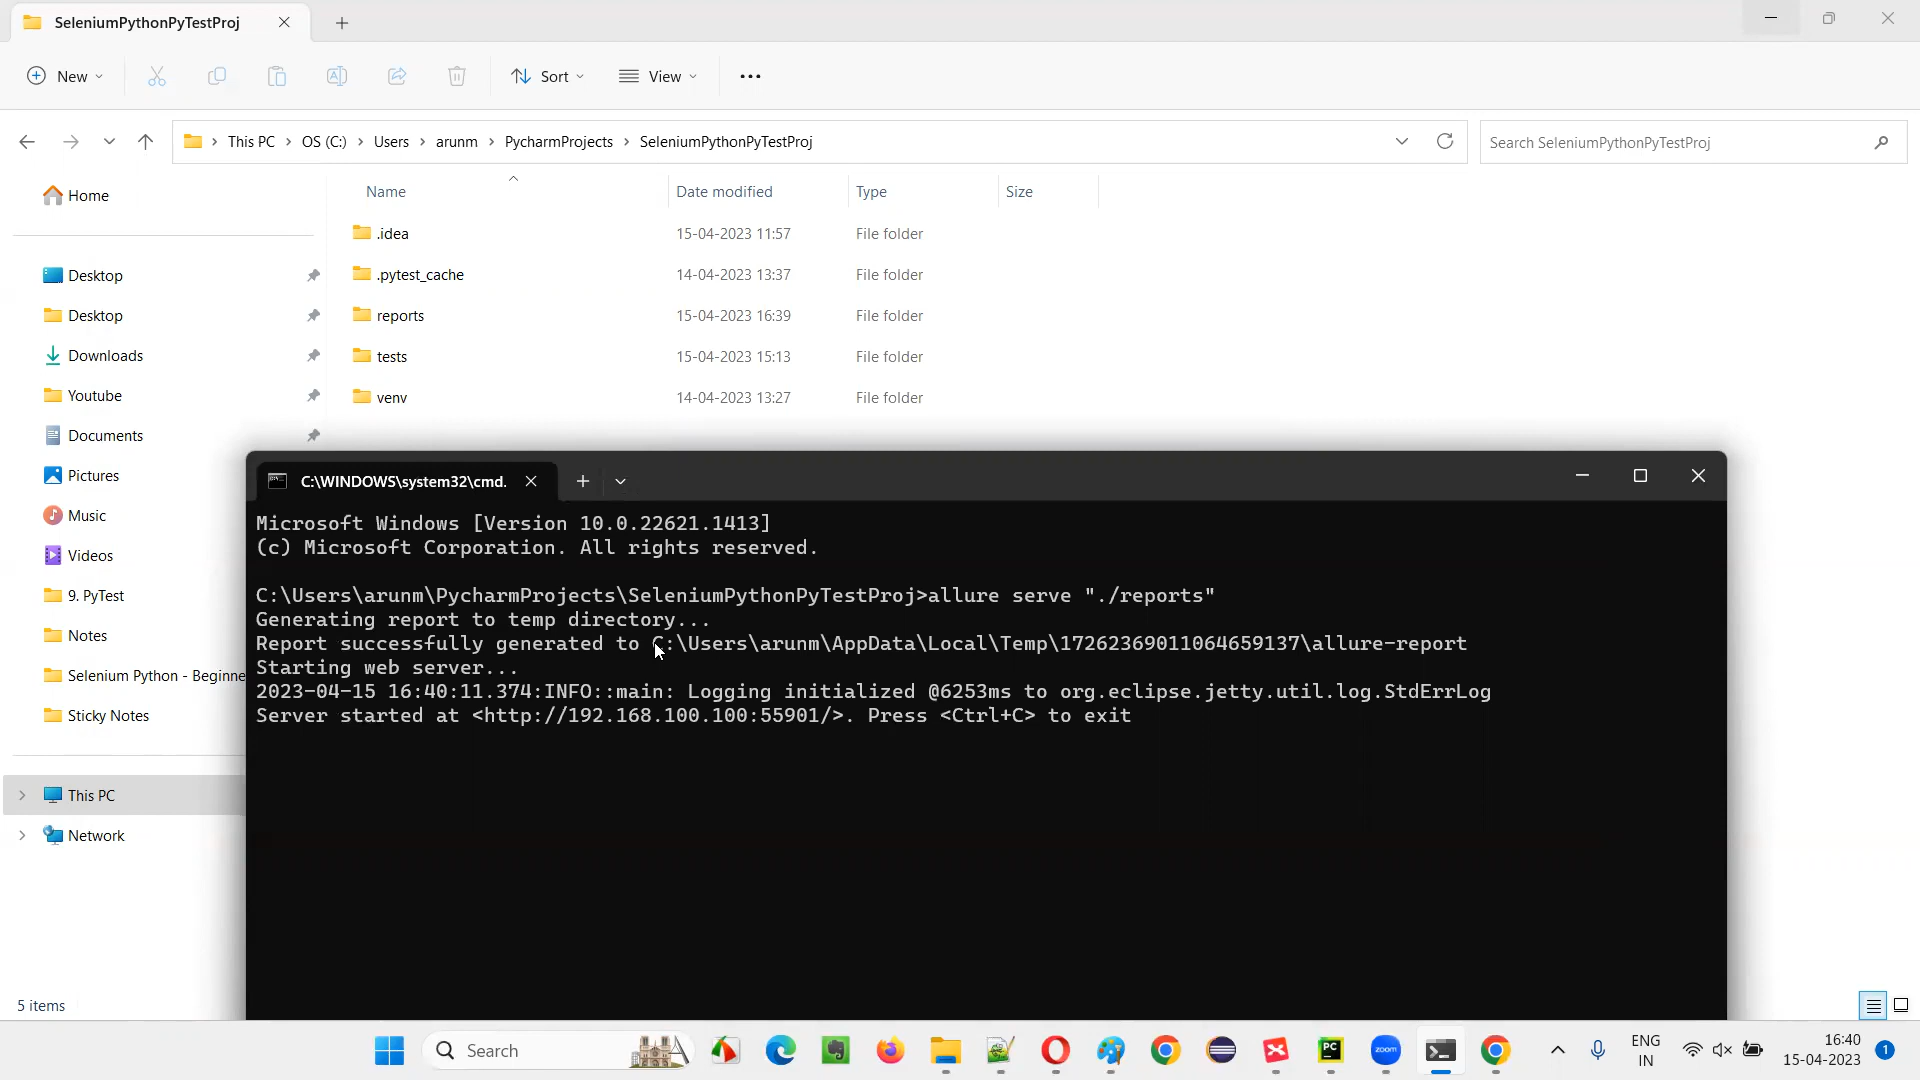 SeleniumPythonPyTestProj
New
Sort
View
This PC
OS (C:)
Users
arunm
PycharmProjects
SeleniumPythonPyTestProj
Search SeleniumPythonPyTestProj
Home
Name
Date modified
Type
Size
.idea
15-04-2023 11:57
File folder
.pytest_cache
14-04-2023 13:37
File folder
reports
15-04-2023 16:39
File folder
tests
15-04-2023 15:13
File folder
venv
14-04-2023 13:27
File folder
Desktop
Desktop
Downloads
Youtube
Documents
Pictures
Music
Videos
9. PyTest
Notes
Selenium Python - Beginne
Sticky Notes
This PC
Network
5 items
C:\WINDOWS\system32\cmd.
Microsoft Windows [Version 10.0.22621.1413]
(c) Microsoft Corporation. All rights reserved.
C:\Users\arunm\PycharmProjects\SeleniumPythonPyTestProj>allure serve "./reports"
Generating report to temp directory...
Report successfully generated to C:\Users\arunm\AppData\Local\Temp\17262369011064659137\allure-report
Starting web server...
2023-04-15 16:40:11.374:INFO::main: Logging initialized @6253ms to org.eclipse.jetty.util.log.StdErrLog
Server started at <http://192.168.100.100:55901/>. Press <Ctrl+C> to exit
Search
PC
zoom
ENG
IN
16:40
15-04-2023
1